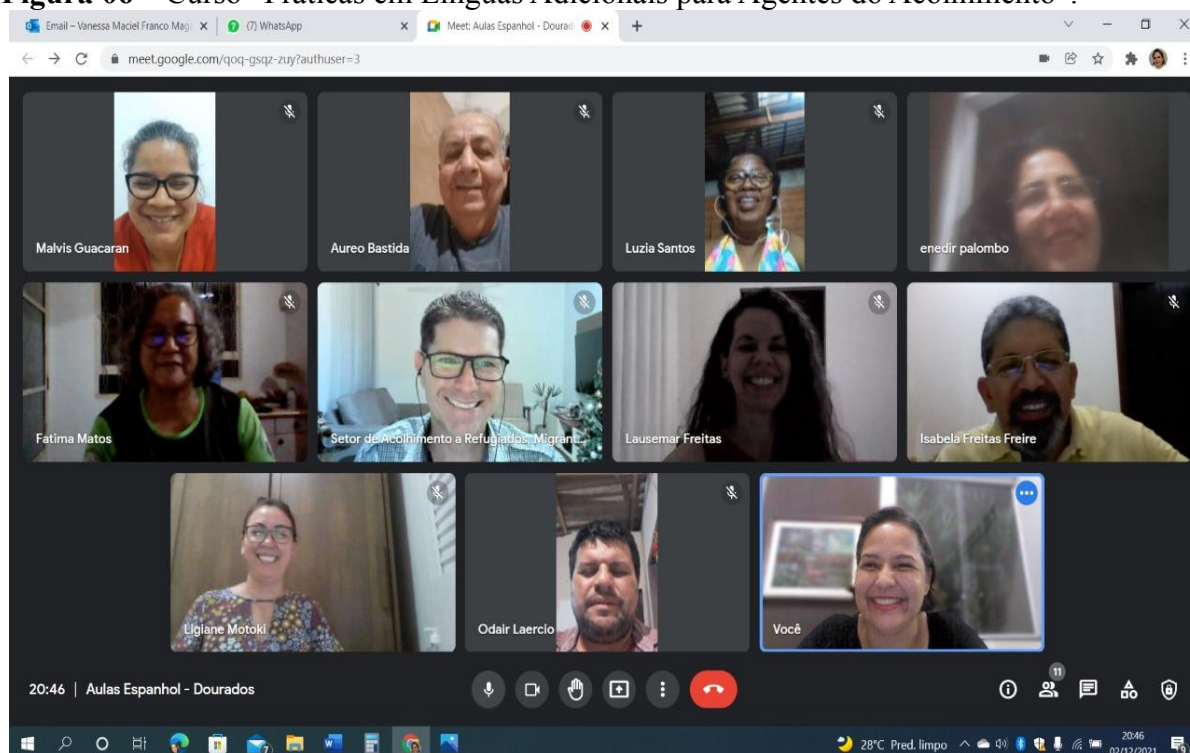 Figura 06 – Curso "Práticas em Línguas Adicionais para Agentes do Acolhimento".
Email – Vanessa Maciel Franco Mag
(7) WhatsApp
Meet: Aulas Espanhol - Dourad
meet.google.com/qoq-gsqz-zuy?authuser=3
Malvis Guacaran
Aureo Bastida
Luzia Santos
enedir palombo
Fatima Matos
Setor de Acolhimento a Refugiados, Migrant...
Lausemar Freitas
Isabela Freitas Freire
Ligiane Motoki
Odair Laercio
Você
11
20:46 | Aulas Espanhol - Dourados
28°C Pred. limpo
20:46
02/12/2021